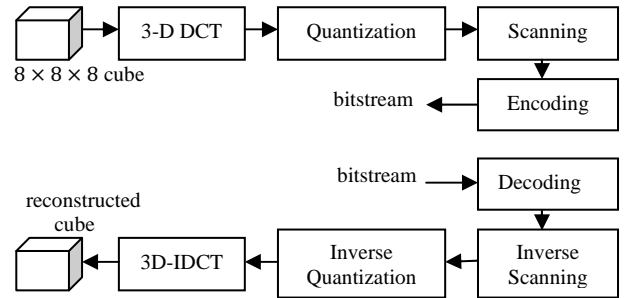 3-D DCT
Quantization
Scanning
8 × 8 × 8 cube
bitstream
Encoding
bitstream
Decoding
reconstructed
cube
3D-IDCT
Inverse
Quantization
Inverse
Scanning